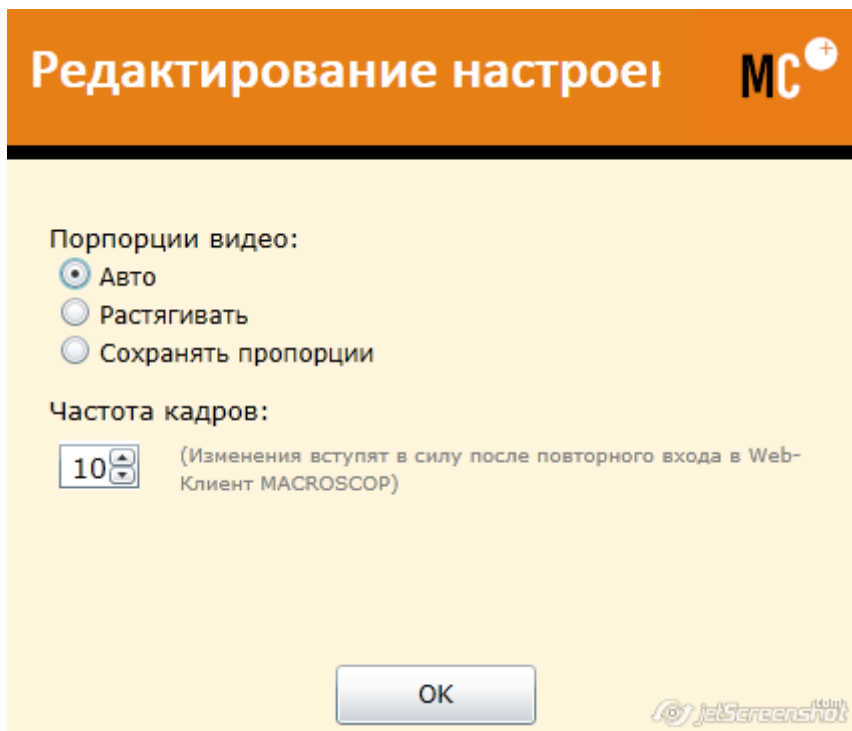 Редактирование настроен
MC+
Порпорции видео:
Авто
Растягивать
Сохранять пропорции
Частота кадров:
10
(Изменения вступят в силу после повторного входа в Web-
Клиент MACROSCOP)
OK
jetScreenshot